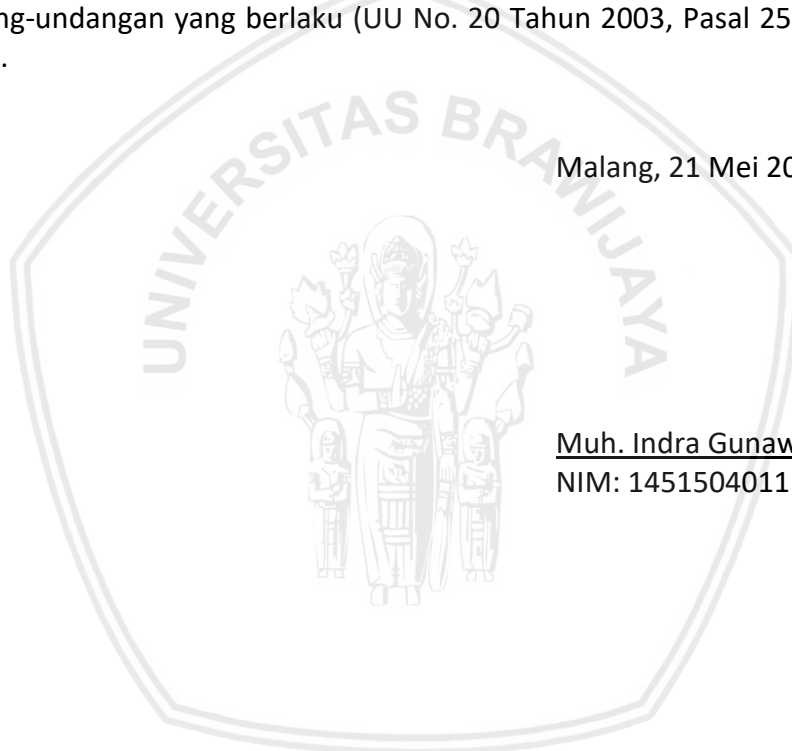 ng-undangan yang berlaku (UU No. 20 Tahun 2003, Pasal 25
.
UNIVERSITAS BRAWIJAYA
Malang, 21 Mei 20
Muh. Indra Gunaw
NIM: 1451504011